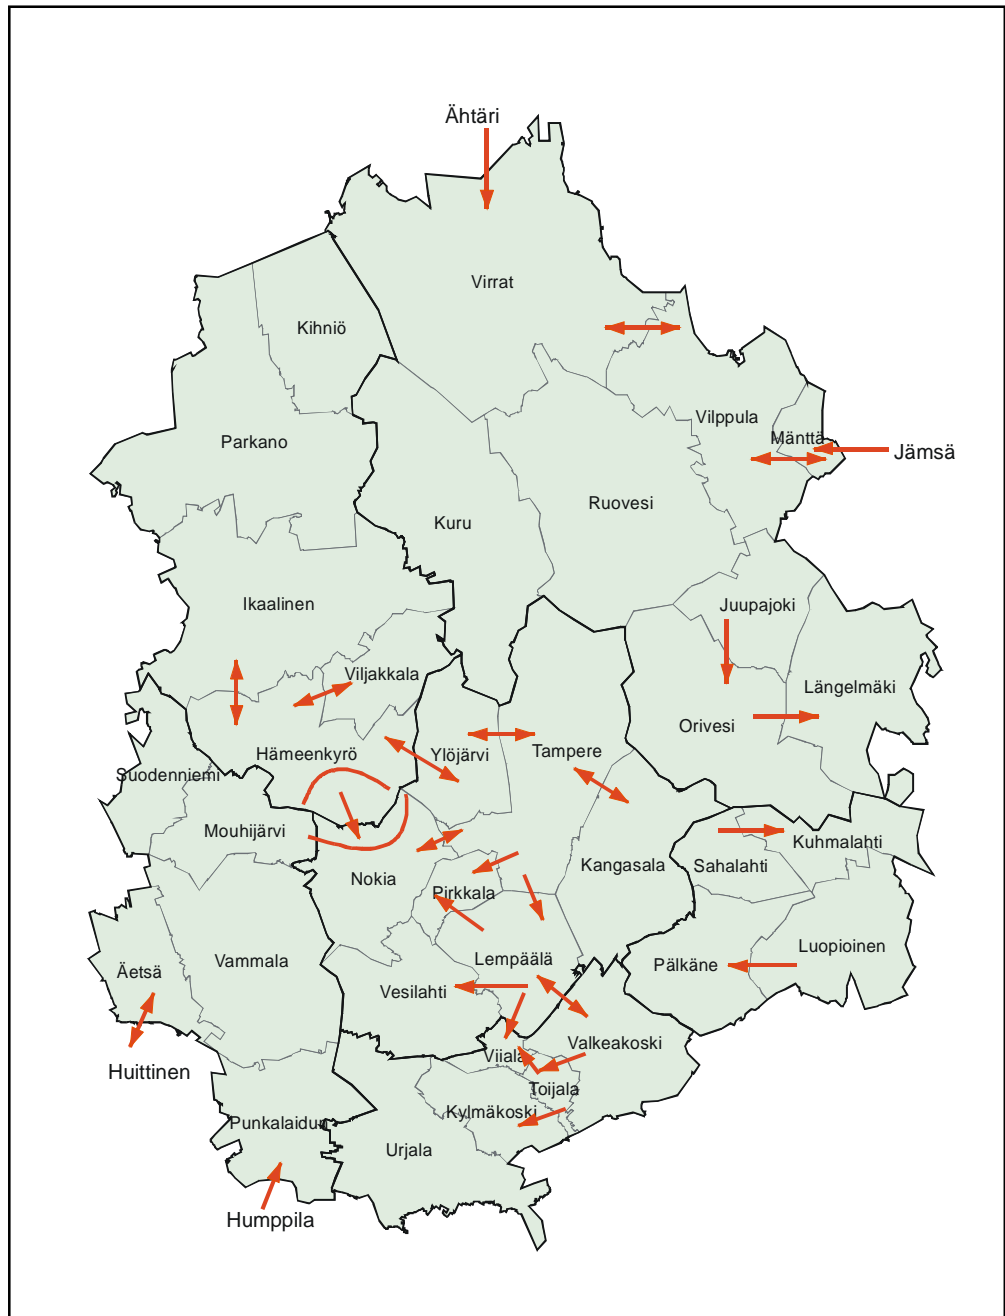 Ähtäri
Virrat
Kihniö
Vilppula
Mänttä
Parkano
Jämsä
Ruovesi
Kuru
Ikaalinen
Juupajoki
Viljakkala
Längelmäki
Orivesi
Hämeenkyrö
Ylöjärvi
Tampere
Suodenniemi
Mouhijärvi
Kuhmalahti
Kangasala
Sahalahti
Nokia
Pirkkala
Luopioinen
Lempäälä
Vammala
Pälkäne
Äetsä
Vesilahti
Valkeakoski
Viiala
Huittinen
Toijala
Kylmäkoski
Punkalaidun
Urjala
Humppila